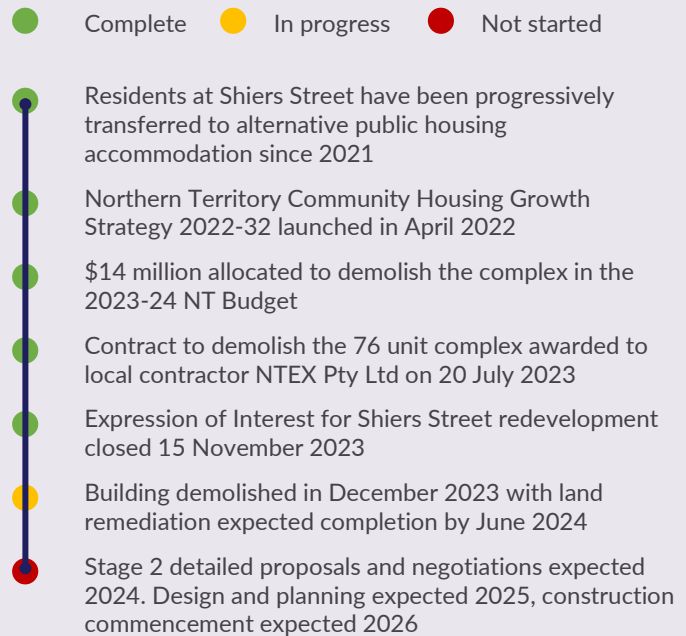 Complete In progress Not started
Residents at Shiers Street have been progressively
transferred to alternative public housing
accommodation since 2021
Northern Territory Community Housing Growth
Strategy 2022-32 launched in April 2022
$14 million allocated to demolish the complex in the
2023-24 NT Budget
Contract to demolish the 76 unit complex awarded to
local contractor NTEX Pty Ltd on 20 July 2023
Expression of Interest for Shiers Street redevelopment
closed 15 November 2023
Building demolished in December 2023 with land
remediation expected completion by June 2024
Stage 2 detailed proposals and negotiations expected
2024. Design and planning expected 2025, construction
commencement expected 2026